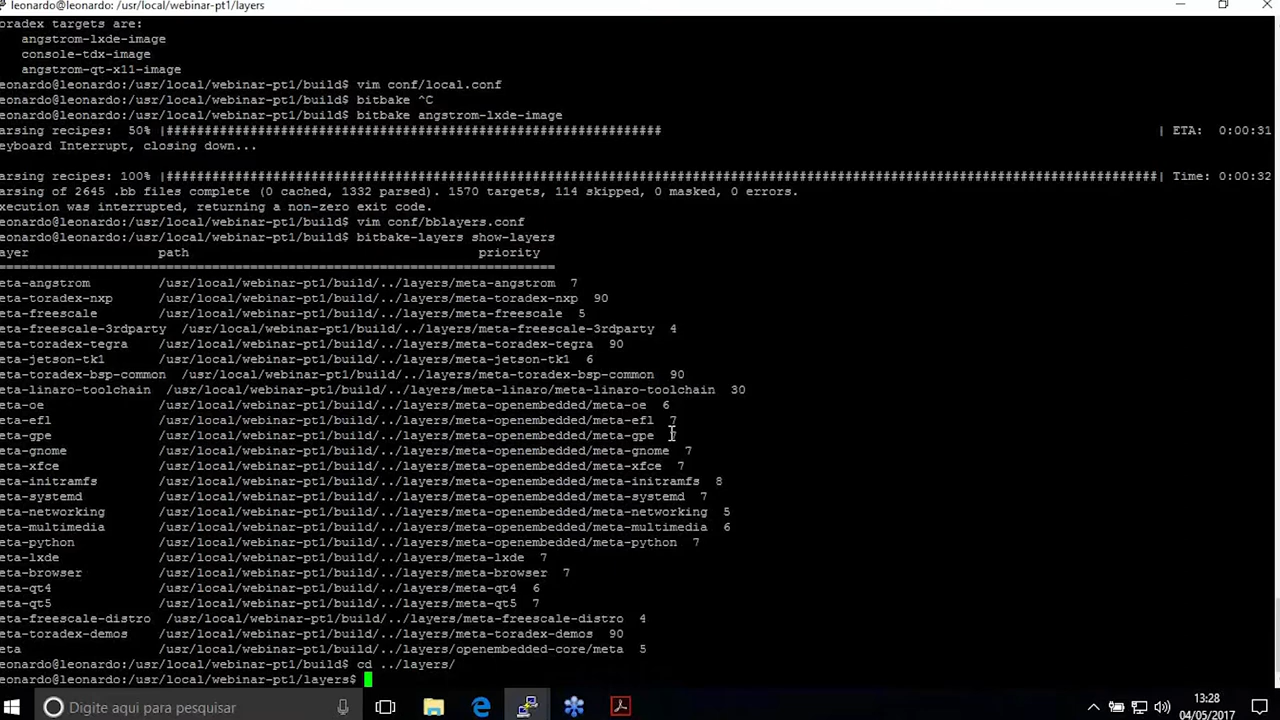 leonardo@leonardo: /usr/local/webinar-pt1/layers
oradex targets are:
angstrom-lxde-image
console-tdx-image
angstrom-qt-x11-image
eonardo@leonardo:/usr/local/webinar-pt1/build$ vim conf/local.conf
eonardo@leonardo:/usr/local/webinar-pt1/build$ bitbake ^C
eonardo@leonardo:/usr/local/webinar-pt1/build$ bitbake angstrom-lxde-image
arsing recipes:  50% |################################################################# | ETA:  0:00:31
eyboard Interrupt, closing down...
arsing recipes: 100% |##################################################################################################################################| Time: 0:00:32
arsing of 2645 .bb files complete (0 cached, 1332 parsed). 1570 targets, 114 skipped, 0 masked, 0 errors.
xecution was interrupted, returning a non-zero exit code.
eonardo@leonardo:/usr/local/webinar-pt1/build$ vim conf/bblayers.conf
eonardo@leonardo:/usr/local/webinar-pt1/build$ bitbake-layers show-layers
ayer path priority
==========================================================================
eta-angstrom /usr/local/webinar-pt1/build/../layers/meta-angstrom 7
eta-toradex-nxp /usr/local/webinar-pt1/build/../layers/meta-toradex-nxp 90
eta-freescale /usr/local/webinar-pt1/build/../layers/meta-freescale 5
eta-freescale-3rdparty /usr/local/webinar-pt1/build/../layers/meta-freescale-3rdparty 4
eta-toradex-tegra /usr/local/webinar-pt1/build/../layers/meta-toradex-tegra 90
eta-jetson-tk1 /usr/local/webinar-pt1/build/../layers/meta-jetson-tk1 6
eta-toradex-bsp-common /usr/local/webinar-pt1/build/../layers/meta-toradex-bsp-common 90
eta-linaro-toolchain /usr/local/webinar-pt1/build/../layers/meta-linaro/meta-linaro-toolchain 30
eta-oe /usr/local/webinar-pt1/build/../layers/meta-openembedded/meta-oe 6
eta-efl /usr/local/webinar-pt1/build/../layers/meta-openembedded/meta-efl 7
eta-gpe /usr/local/webinar-pt1/build/../layers/meta-openembedded/meta-gpe 7
eta-gnome /usr/local/webinar-pt1/build/../layers/meta-openembedded/meta-gnome 7
eta-xfce /usr/local/webinar-pt1/build/../layers/meta-openembedded/meta-xfce 7
eta-initramfs /usr/local/webinar-pt1/build/../layers/meta-openembedded/meta-initramfs 8
eta-systemd /usr/local/webinar-pt1/build/../layers/meta-openembedded/meta-systemd 7
eta-networking /usr/local/webinar-pt1/build/../layers/meta-openembedded/meta-networking 5
eta-multimedia /usr/local/webinar-pt1/build/../layers/meta-openembedded/meta-multimedia 6
eta-python /usr/local/webinar-pt1/build/../layers/meta-openembedded/meta-python 7
eta-lxde /usr/local/webinar-pt1/build/../layers/meta-lxde 7
eta-browser /usr/local/webinar-pt1/build/../layers/meta-browser 7
eta-qt4 /usr/local/webinar-pt1/build/../layers/meta-qt4 6
eta-qt5 /usr/local/webinar-pt1/build/../layers/meta-qt5 7
eta-freescale-distro /usr/local/webinar-pt1/build/../layers/meta-freescale-distro 4
eta-toradex-demos /usr/local/webinar-pt1/build/../layers/meta-toradex-demos 90
eta /usr/local/webinar-pt1/build/../layers/openembedded-core/meta 5
eonardo@leonardo:/usr/local/webinar-pt1/build$ cd ../layers/
eonardo@leonardo:/usr/local/webinar-pt1/layers$
Digite aqui para pesquisar
13:28
04/05/2017